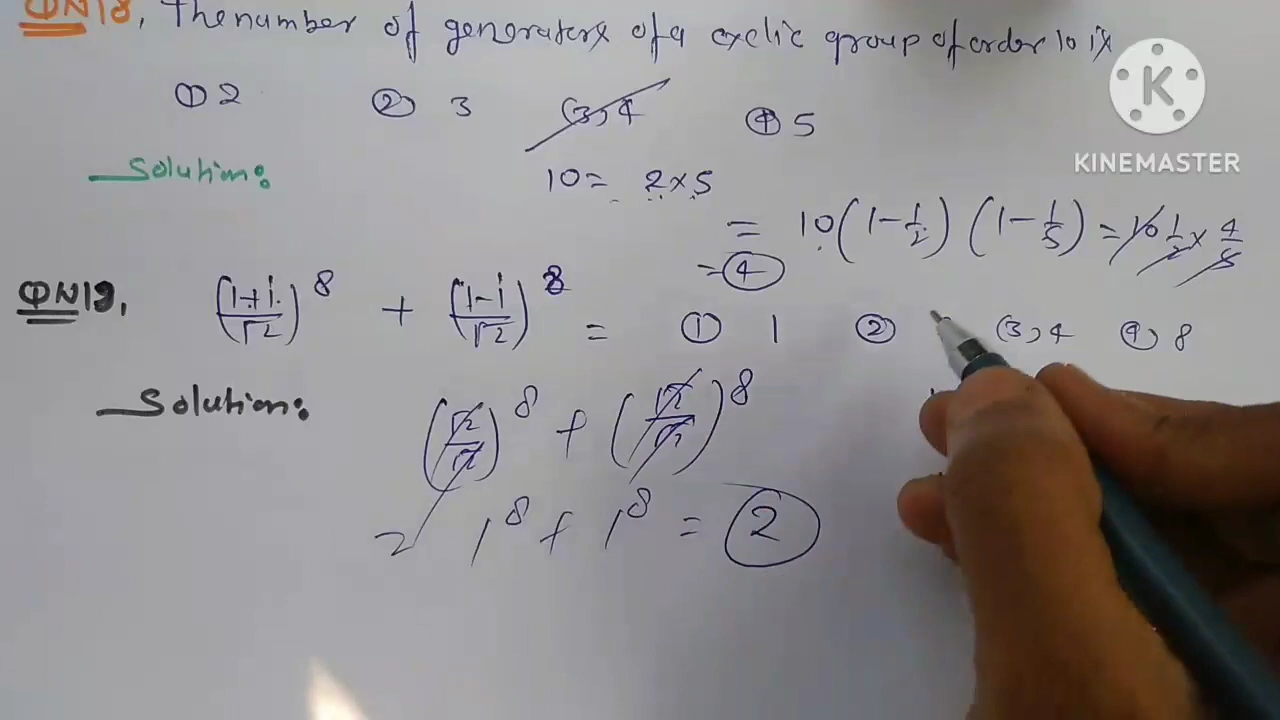 QN18, The number of generators of a cyclic group of order 10 is
① 2 ② 3 (3) 4 ④ 5
K
KINEMASTER
Solution:
10 = 2 × 5
= 10 (1 - 1/2) (1 - 1/5) = 10 1/2 × 4/5
= 4
QN19, ((1+i)/√2)^8 + ((1-i)/√2)^8 = ① 1 ② (3) 4 ④ 8
Solution:
(√2/√2)^8 + (√2/√2)^8
1^8 + 1^8 = 2